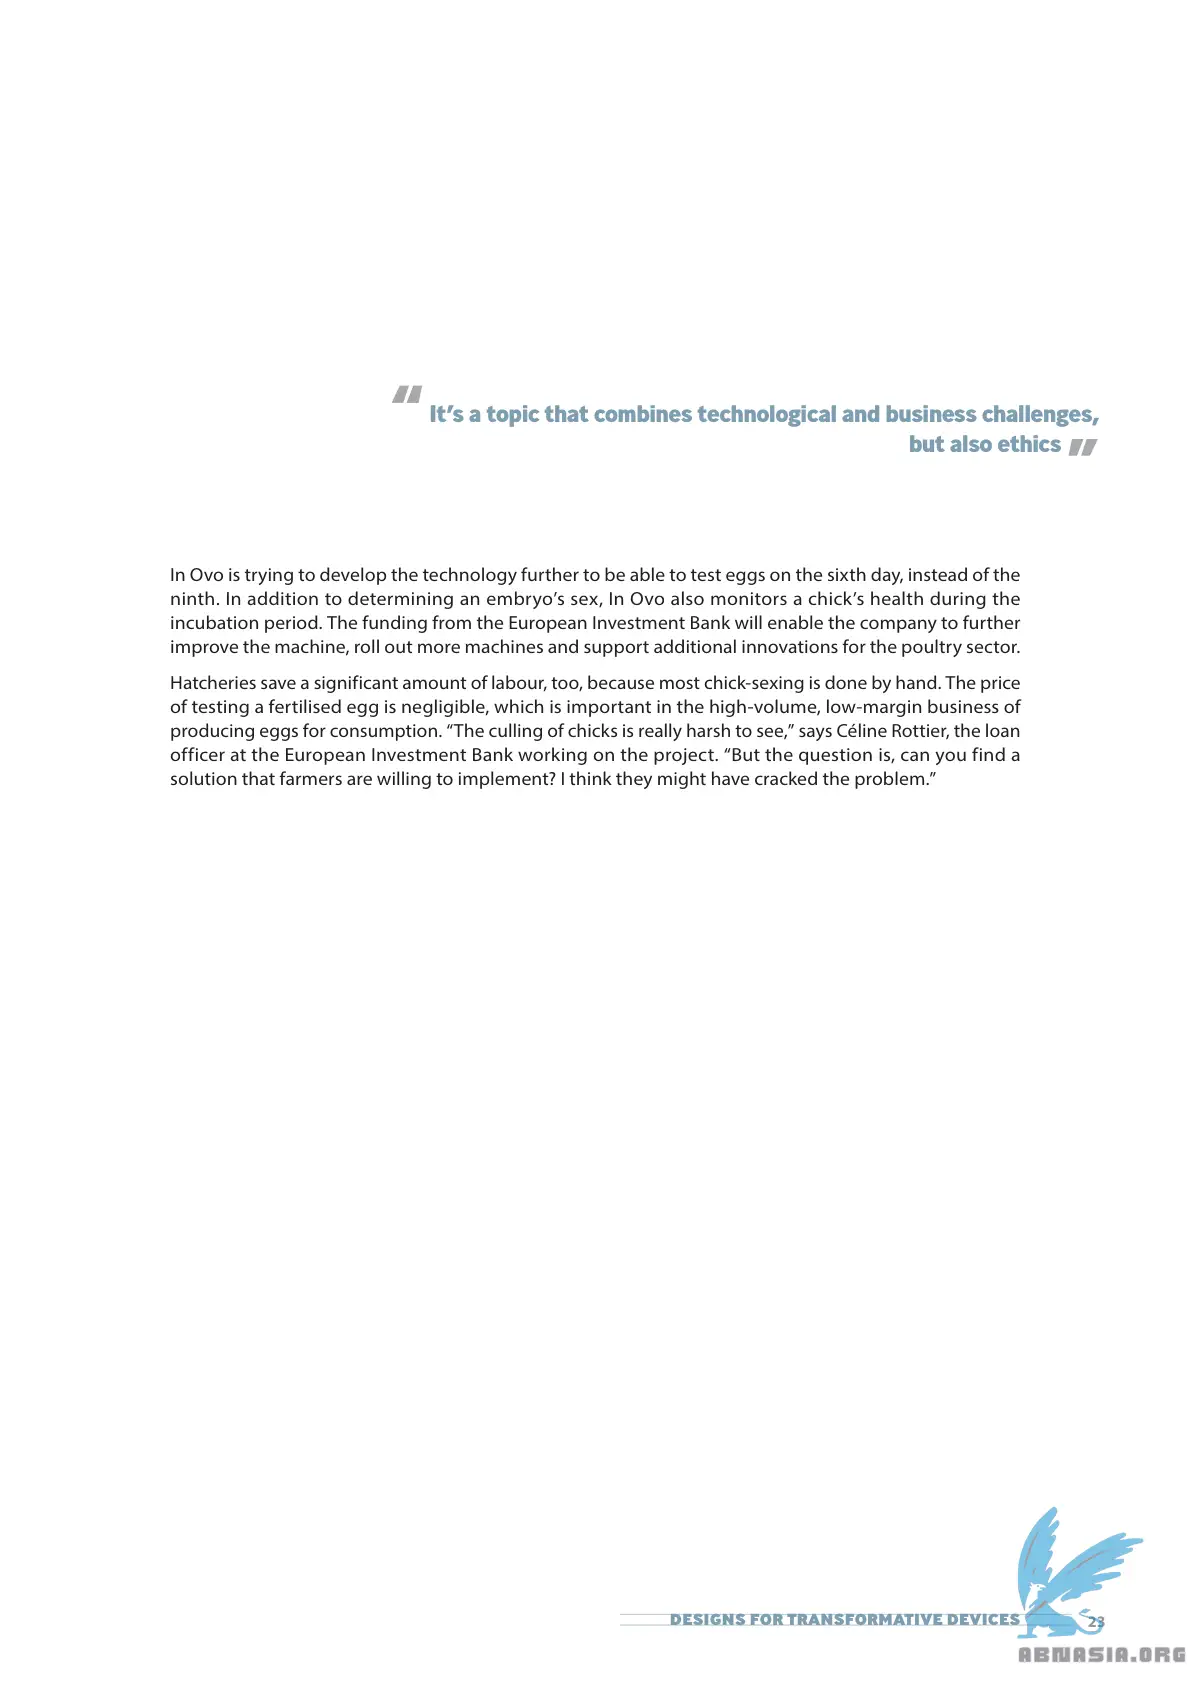 “ It’s a topic that combines technological and business challenges,
but also ethics ”
In Ovo is trying to develop the technology further to be able to test eggs on the sixth day, instead of the
ninth. In addition to determining an embryo’s sex, In Ovo also monitors a chick’s health during the
incubation period. The funding from the European Investment Bank will enable the company to further
improve the machine, roll out more machines and support additional innovations for the poultry sector.
Hatcheries save a significant amount of labour, too, because most chick-sexing is done by hand. The price
of testing a fertilised egg is negligible, which is important in the high-volume, low-margin business of
producing eggs for consumption. “The culling of chicks is really harsh to see,” says Céline Rottier, the loan
officer at the European Investment Bank working on the project. “But the question is, can you find a
solution that farmers are willing to implement? I think they might have cracked the problem.”
DESIGNS FOR TRANSFORMATIVE DEVICES 23
ABNASIA.ORG